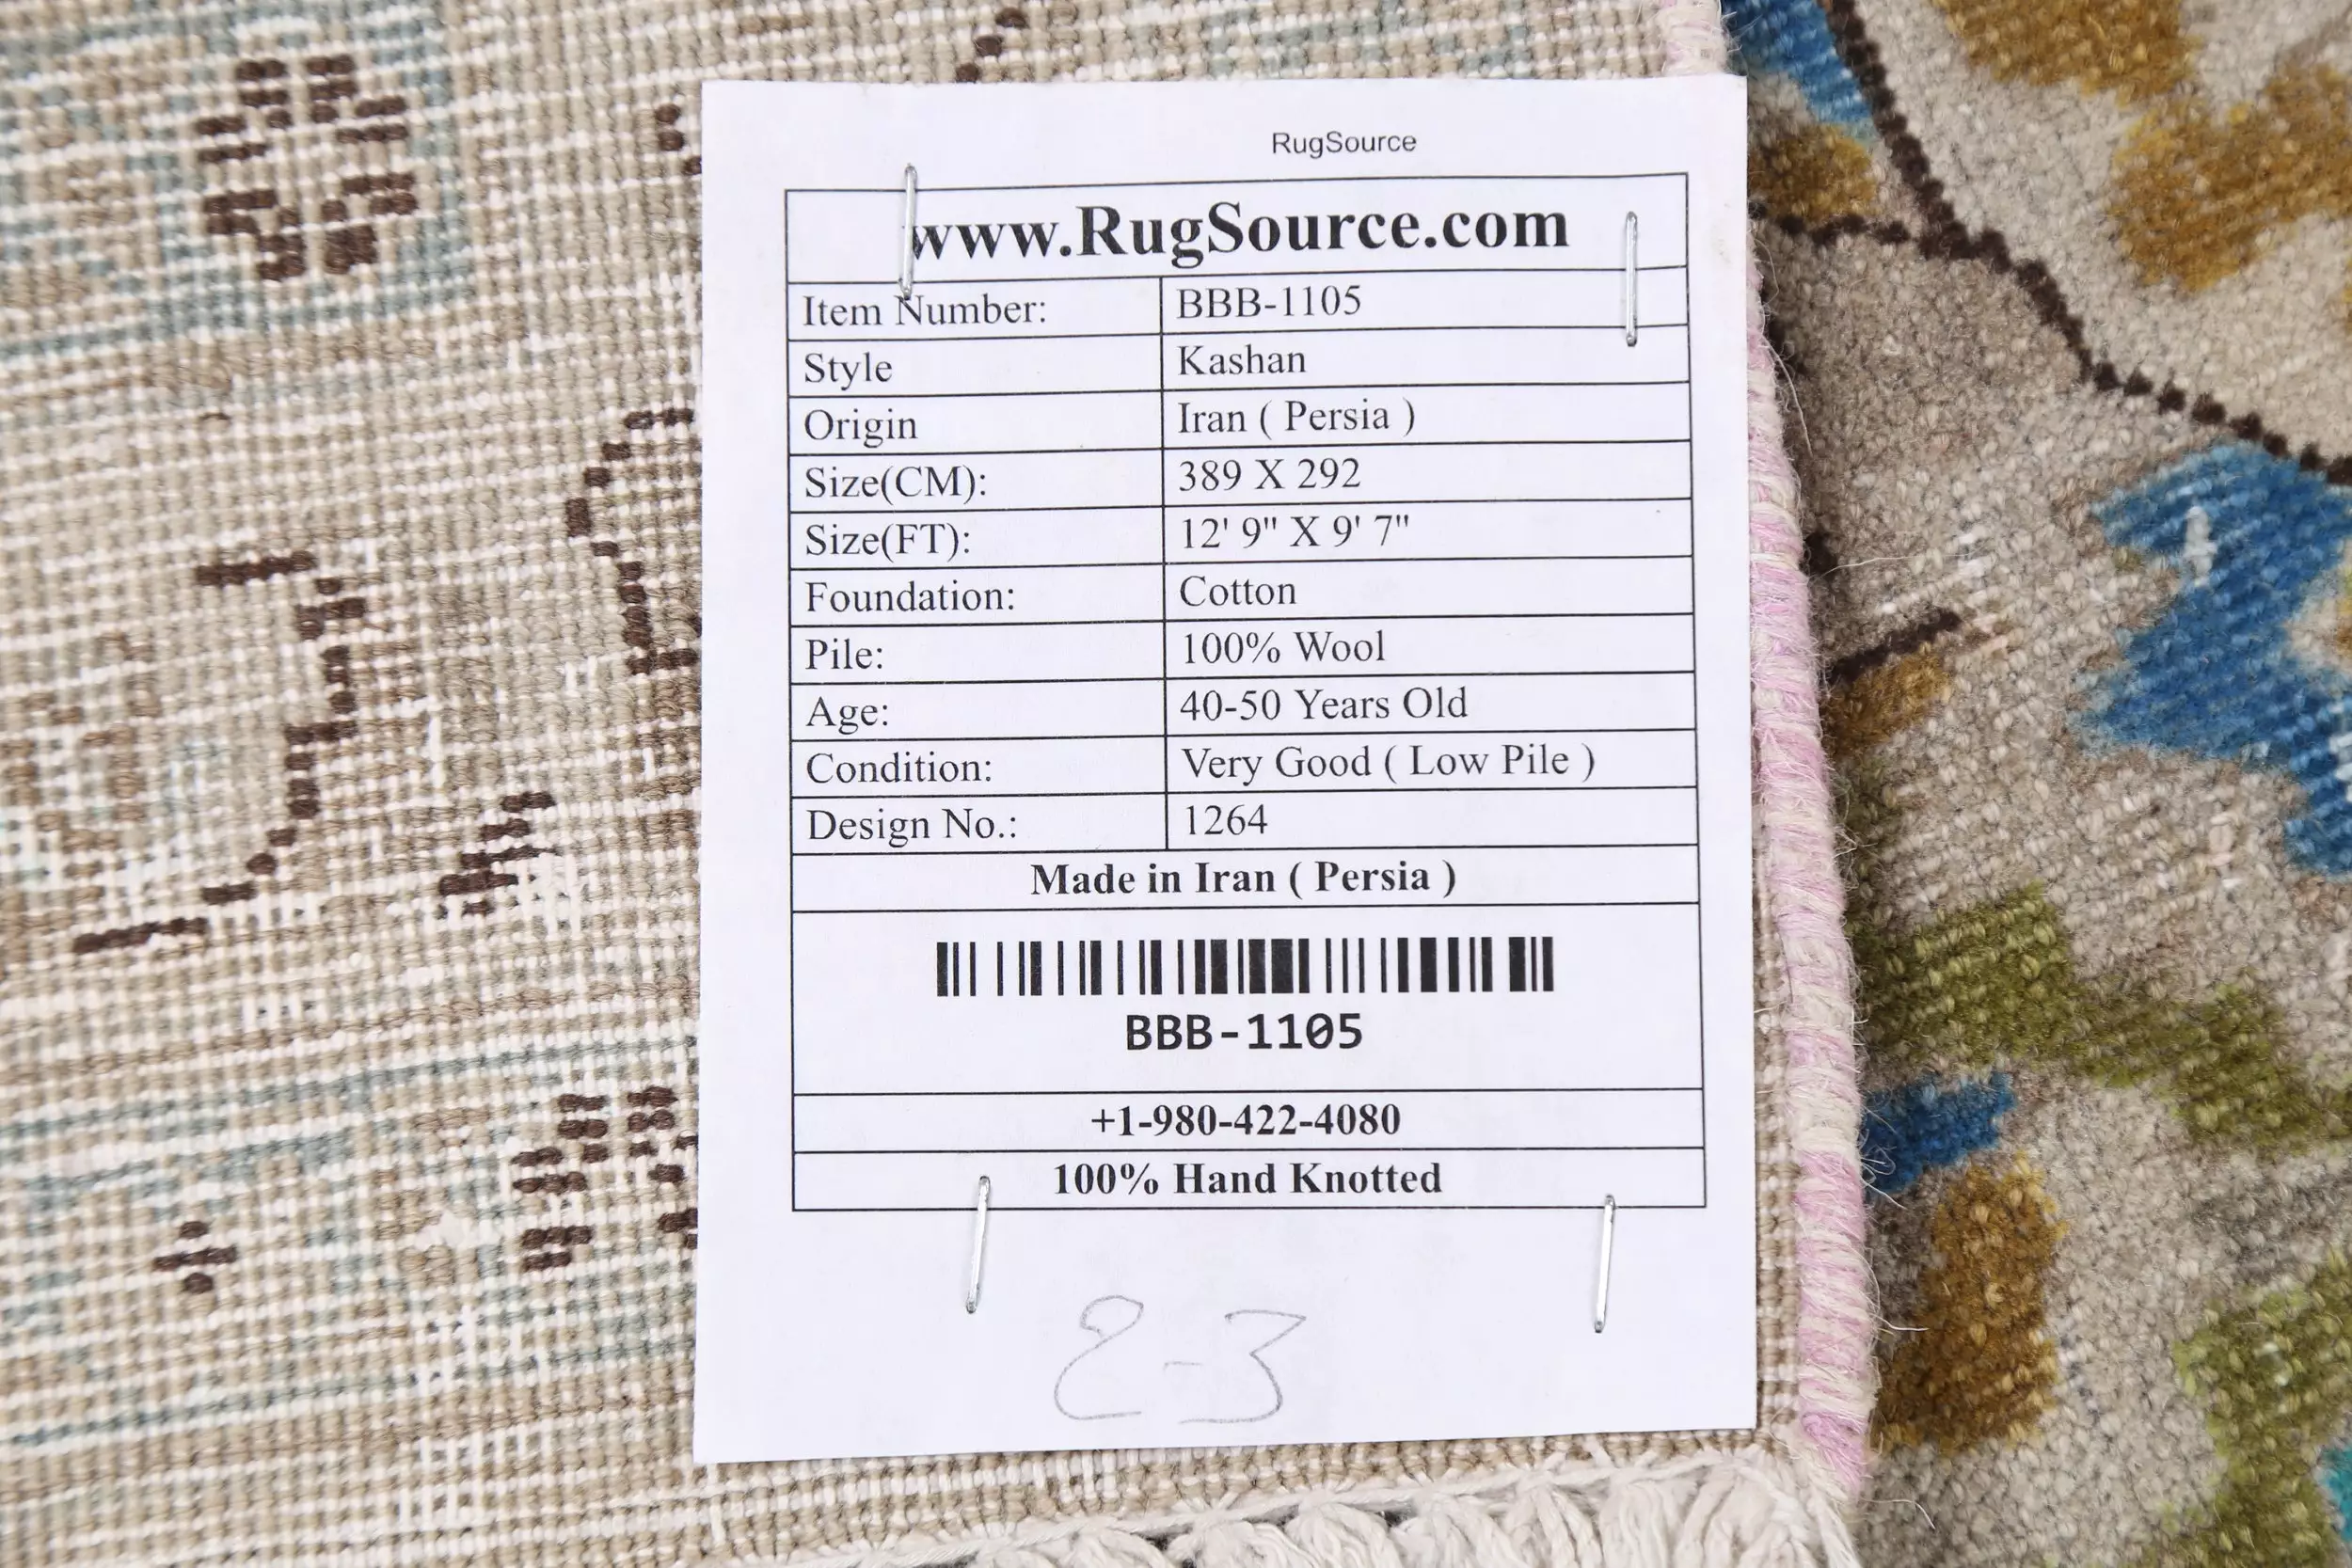 RugSource
www.RugSource.com
Item Number: BBB-1105
Style Kashan
Origin Iran ( Persia )
Size(CM): 389 X 292
Size(FT): 12' 9" X 9' 7"
Foundation: Cotton
Pile: 100% Wool
Age: 40-50 Years Old
Condition: Very Good ( Low Pile )
Design No.: 1264
Made in Iran ( Persia )
BBB-1105
+1-980-422-4080
100% Hand Knotted
2-3